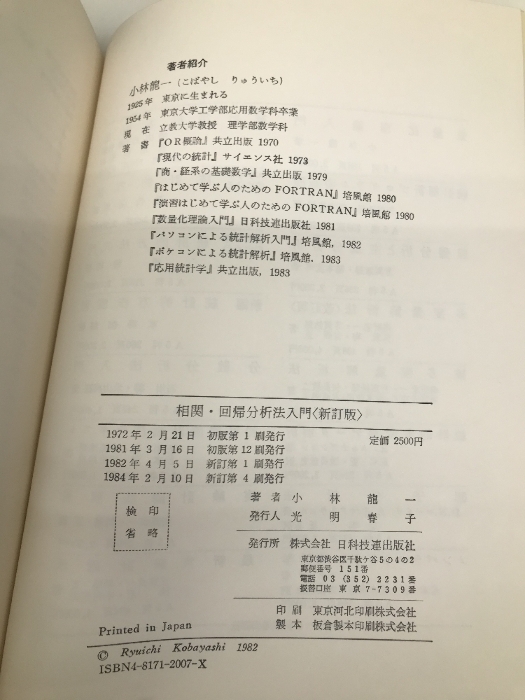 著者紹介
小林龍一（こばやし りゅういち）
1925年 東京に生まれる
1954年 東京大学工学部応用数学科卒業
現在 立教大学教授 理学部数学科
著書 『OR概論』共立出版 1970
『現代の統計』サイエンス社 1973
『商・経系の基礎数学』共立出版 1979
『はじめて学ぶ人のための FORTRAN』培風館 1980
『演習はじめて学ぶ人のための FORTRAN』培風館 1980
『数量化理論入門』日科技連出版社 1981
『パソコンによる統計解析入門』培風館, 1982
『ポケコンによる統計解析』培風館, 1983
『応用統計学』共立出版, 1983
相関・回帰分析法入門〈新訂版〉
1972年 2月21日 初版第 1 刷発行 定価 2500円
1981年 3月16日 初版第12刷発行
1982年 4月 5日 新訂第 1 刷発行
1984年 2月10日 新訂第 4 刷発行
検印
省略
著者 小林龍一
発行人 光明春子
発行所 株式会社 日科技連出版社
東京都渋谷区千駄ケ谷5の4の2
郵便番号 151番
電話 03 (352) 2231番
振替口座 東京 7-7309番
印刷 東京河北印刷株式会社
製本 板倉製本印刷株式会社
Printed in Japan
© Ryuichi Kobayashi 1982
ISBN4-8171-2007-X